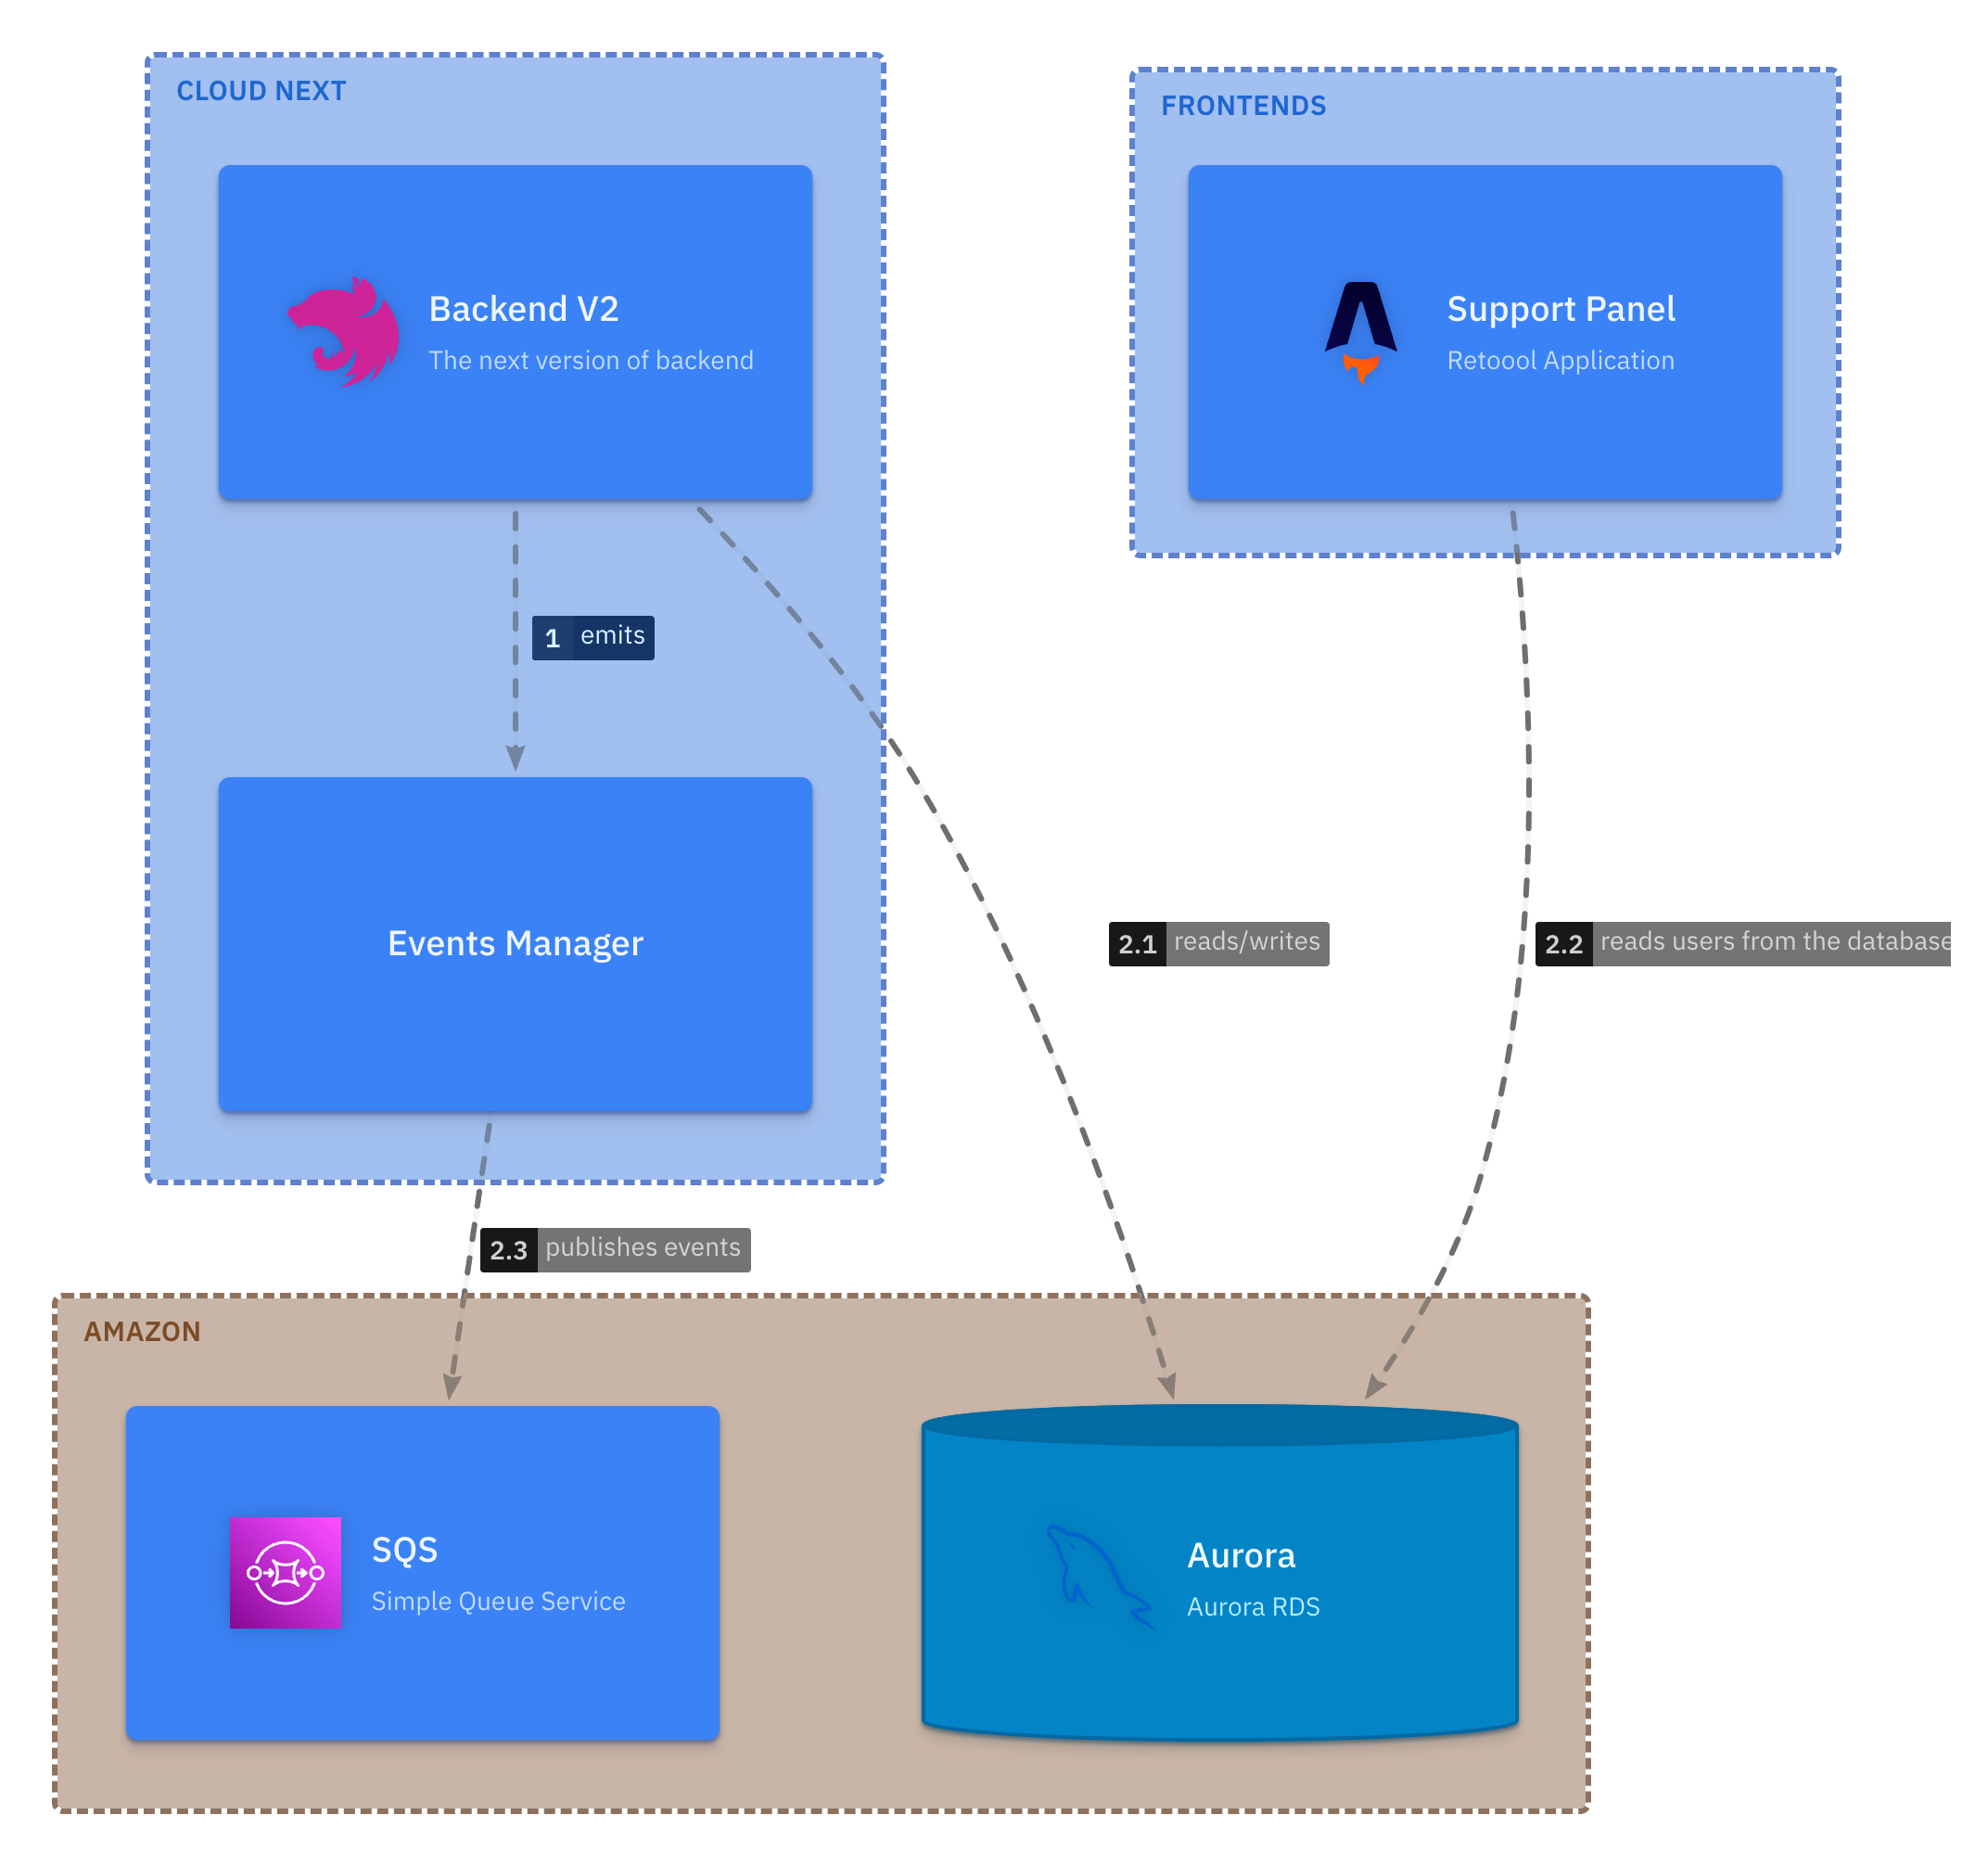 CLOUD NEXT
FRONTENDS
Backend V2
The next version of backend
Support Panel
Retoool Application
1 emits
Events Manager
2.1 reads/writes
2.2 reads users from the database
2.3 publishes events
AMAZON
SQS
Simple Queue Service
Aurora
Aurora RDS